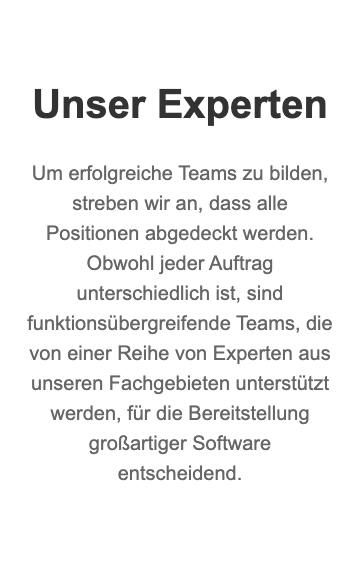 Unser Experten
Um erfolgreiche Teams zu bilden,
streben wir an, dass alle
Positionen abgedeckt werden.
Obwohl jeder Auftrag
unterschiedlich ist, sind
funktionsübergreifende Teams, die
von einer Reihe von Experten aus
unseren Fachgebieten unterstützt
werden, für die Bereitstellung
großartiger Software
entscheidend.